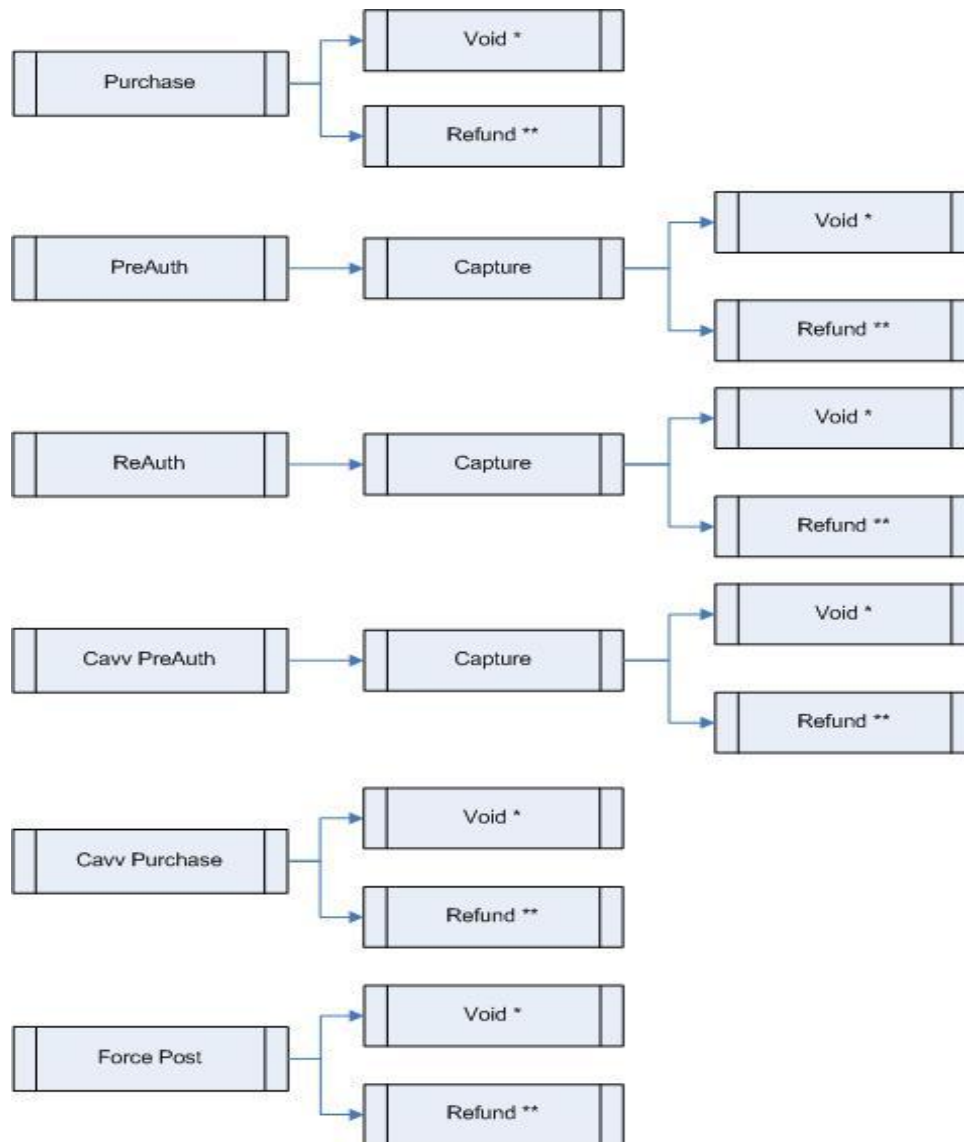 Void *
Purchase
Refund **
Void *
PreAuth
Capture
Refund **
Void *
ReAuth
Capture
Refund **
Void *
Cavv PreAuth
Capture
Refund **
Void *
Cavv Purchase
Refund **
Void *
Force Post
Refund **